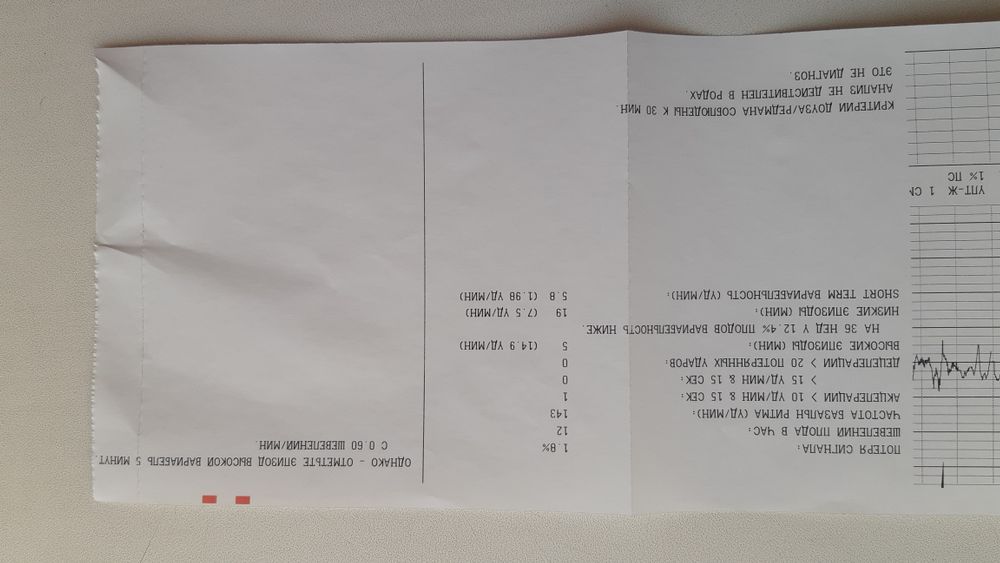 ПОТЕРЯ СИГНАЛА: 1.8%
ШЕВЕЛЕНИЙ ПЛОДА В ЧАС: 12
ЧАСТОТА БАЗАЛЬН РИТМА (УД/МИН): 143
АКЦЕЛЕРАЦИИ > 10 УД/МИН & 15 СЕК: 1
> 15 УД/МИН & 15 СЕК: 0
ДЕЦЕЛЕРАЦИИ > 20 ПОТЕРЯННЫХ УДАРОВ: 0
ВЫСОКИЕ ЭПИЗОДЫ (МИН): 5 (14.9 УД/МИН)
НА 36 НЕД У 12.4% ПЛОДОВ ВАРИАБЕЛЬНОСТЬ НИЖЕ.
НИЗКИЕ ЭПИЗОДЫ (МИН): 19 (7.5 УД/МИН)
SHORT TERM ВАРИАБЕЛЬНОСТЬ (УД/МИН): 5.8 (1.98 УД/МИН)
УПТ-Ж 1
1% ПС
КРИТЕРИИ ДОУЗА/РЕДМАНА СОБЛЮДЕНЫ К 30 МИН.
АНАЛИЗ НЕ ДЕЙСТВИТЕЛЕН В РОДАХ.
ЭТО НЕ ДИАГНОЗ.
ОДНАКО - ОТМЕТЬТЕ ЭПИЗОД ВЫСОКОЙ ВАРИАБЕЛЬ 5 МИНУТ.
С 0.60 ШЕВЕЛЕНИЙ/МИН.